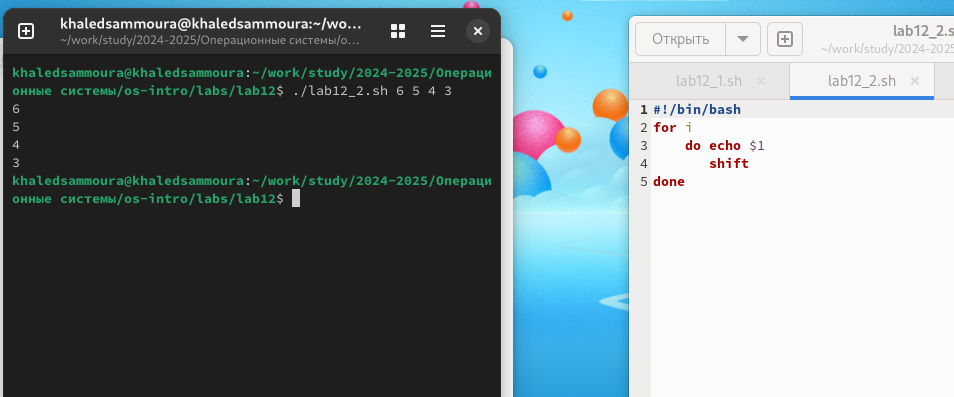 khaledsammoura@khaledsammoura:~/wo...
~/work/study/2024-2025/Операционные системы/o...
khaledsammoura@khaledsammoura:~/work/study/2024-2025/Операци
онные системы/os-intro/labs/lab12$ ./lab12_2.sh 6 5 4 3
6
5
4
3
khaledsammoura@khaledsammoura:~/work/study/2024-2025/Операци
онные системы/os-intro/labs/lab12$
Открыть
lab12_2.s
~/work/study/2024-2025
lab12_1.sh
lab12_2.sh
1 #!/bin/bash
2 for i
3     do echo $1
4        shift
5 done